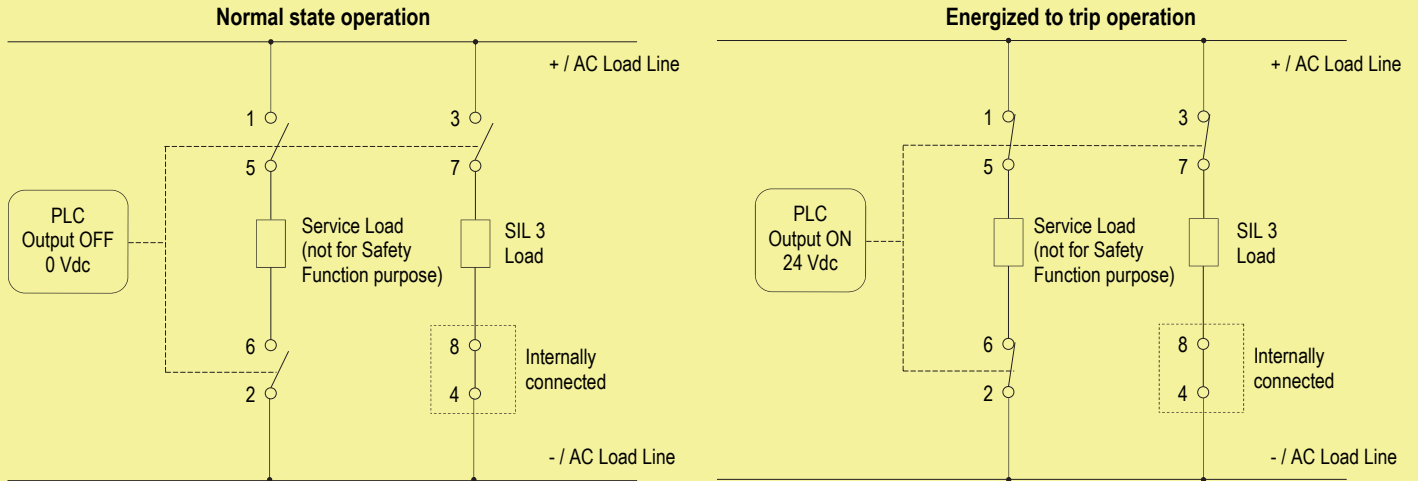 Normal state operation
+ / AC Load Line
1
3
5
7
PLC
Output OFF
0 Vdc
Service Load
(not for Safety
Function purpose)
SIL 3
Load
6
8
Internally
connected
2
4
- / AC Load Line
Energized to trip operation
+ / AC Load Line
1
3
5
7
PLC
Output ON
24 Vdc
Service Load
(not for Safety
Function purpose)
SIL 3
Load
6
8
Internally
connected
2
4
- / AC Load Line